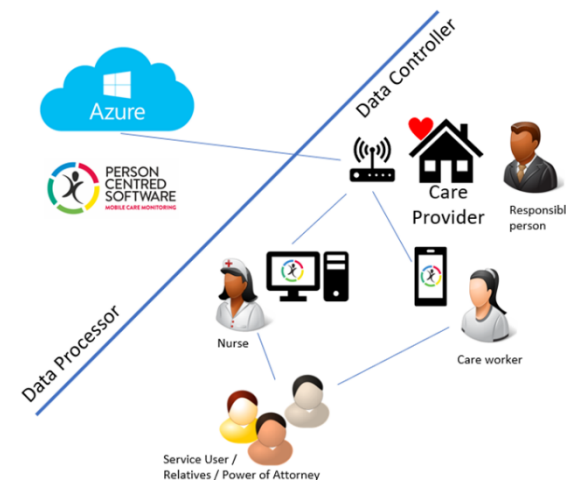 Azure
PERSON
CENTRED
SOFTWARE
MOBILE CARE MONITORING
Data Processor
Data Controller
Care
Provider
Responsibl
person
Nurse
Care worker
Service User /
Relatives / Power of Attorney